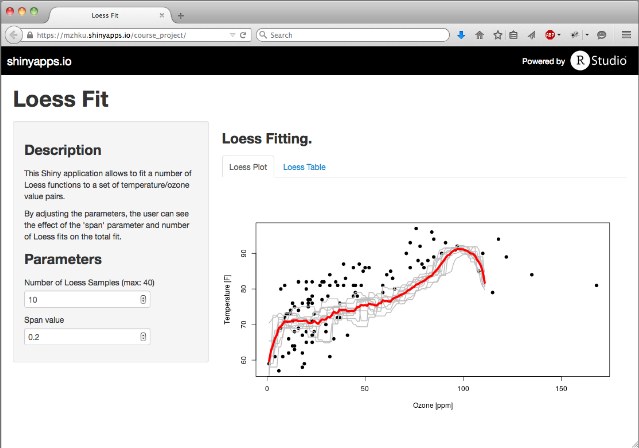 Loess Fit
https://mzhku.shinyapps.io/course_project/
Search
ABP
shinyapps.io
Powered by R Studio
Loess Fit
Description
This Shiny application allows to fit a number of
Loess functions to a set of temperature/ozone
value pairs.
By adjusting the parameters, the user can see
the effect of the 'span' parameter and number
of Loess fits on the total fit.
Parameters
Number of Loess Samples (max: 40)
10
Span value
0.2
Loess Fitting.
Loess Plot
Loess Table
Temperature [F]
90
80
70
60
0
50
100
150
Ozone [ppm]